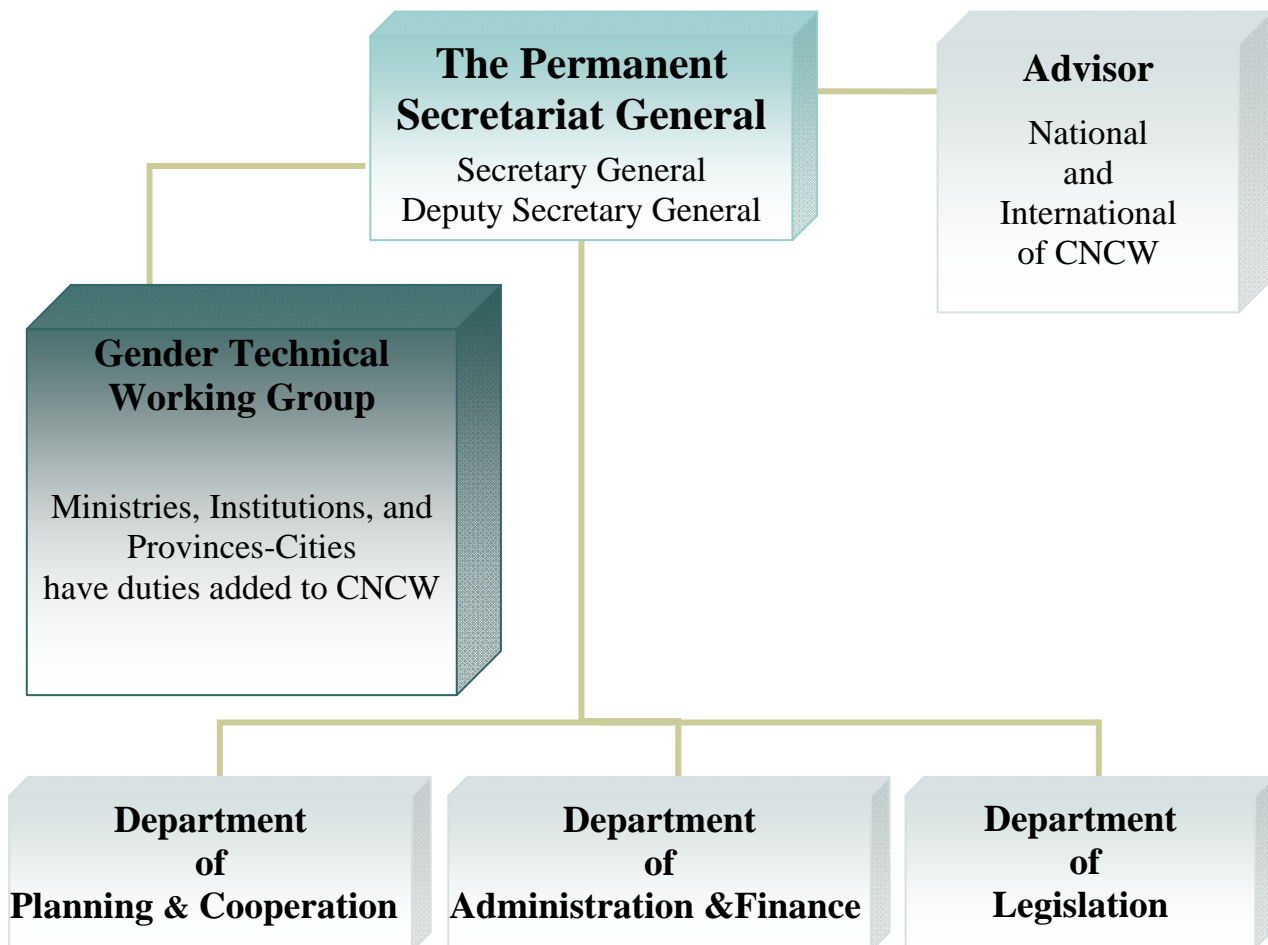 The Permanent
Secretariat General
Secretary General
Deputy Secretary General
Advisor
National
and
International
of CNCW
Gender Technical
Working Group
Ministries, Institutions, and
Provinces-Cities
have duties added to CNCW
Department
of
Planning & Cooperation
Department
of
Administration &Finance
Department
of
Legislation